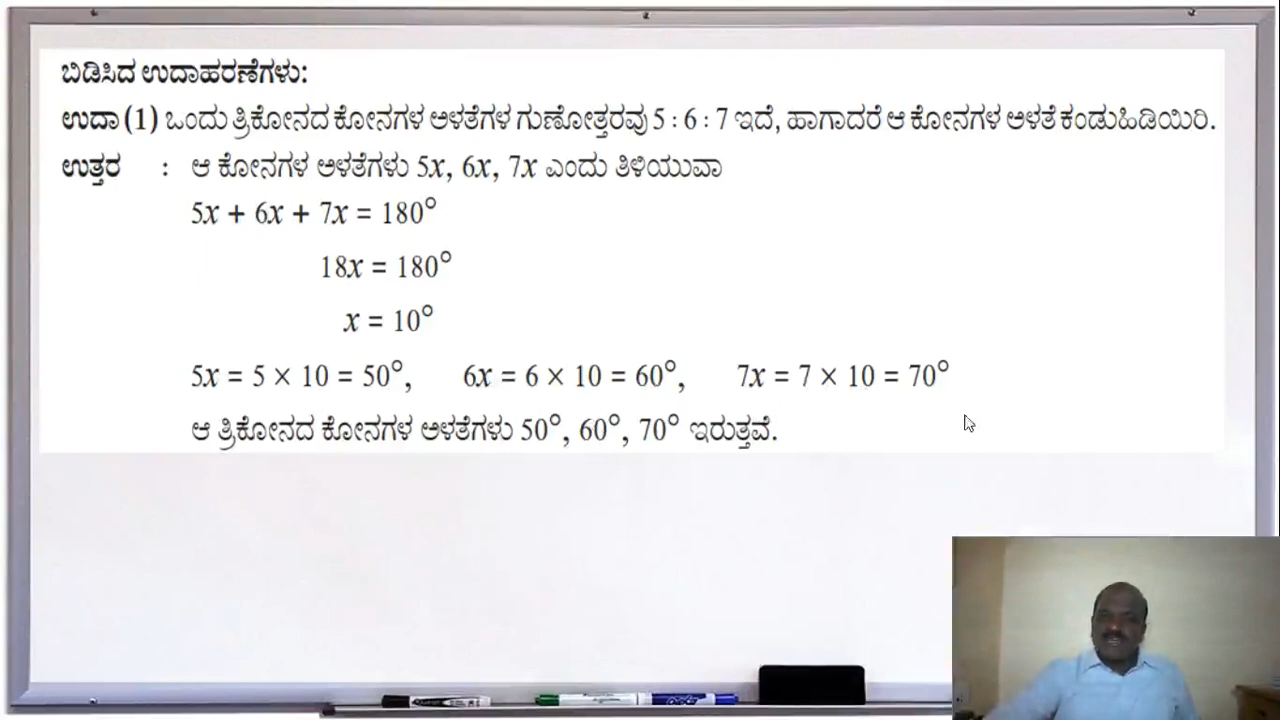 ಬಿಡಿಸಿದ ಉದಾಹರಣೆಗಳು:
ಉದಾ (1) ಒಂದು ತ್ರಿಕೋನದ ಕೋನಗಳ ಅಳತೆಗಳ ಗುಣೋತ್ತರವು 5 : 6 : 7 ಇದೆ, ಹಾಗಾದರೆ ಆ ಕೋನಗಳ ಅಳತೆ ಕಂಡುಹಿಡಿಯಿರಿ.
ಉತ್ತರ : ಆ ಕೋನಗಳ ಅಳತೆಗಳು 5x, 6x, 7x ಎಂದು ತಿಳಿಯುವಾ
5x + 6x + 7x = 180°
18x = 180°
x = 10°
5x = 5 × 10 = 50°, 6x = 6 × 10 = 60°, 7x = 7 × 10 = 70°
ಆ ತ್ರಿಕೋನದ ಕೋನಗಳ ಅಳತೆಗಳು 50°, 60°, 70° ಇರುತ್ತವೆ.